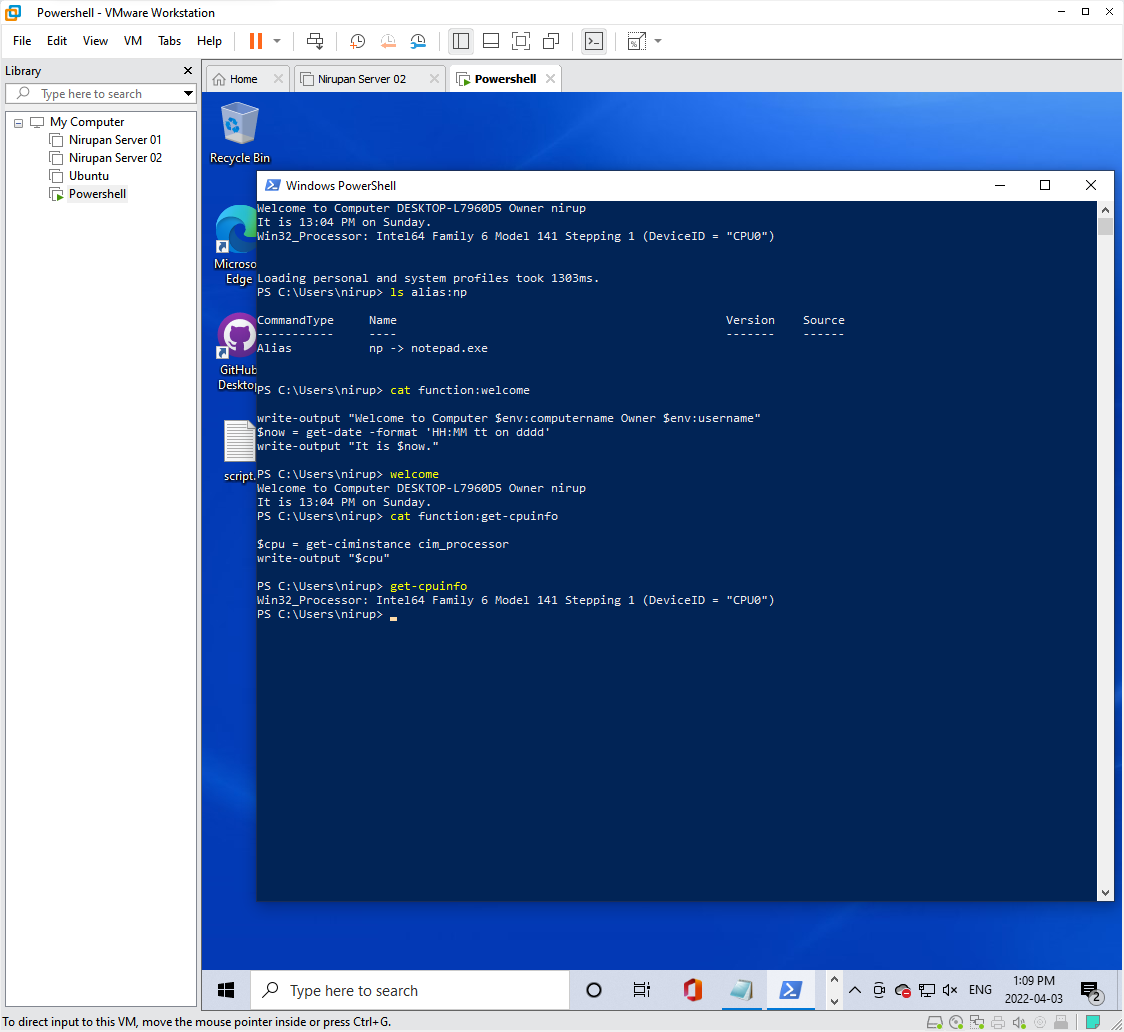 Powershell - VMware Workstation
File Edit View VM Tabs Help
Library
Type here to search
My Computer
Nirupan Server 01
Nirupan Server 02
Ubuntu
Powershell
Home
Nirupan Server 02
Powershell
Recycle Bin
Microso
Edge
GitHub
Deskto
script.
Windows PowerShell
Welcome to Computer DESKTOP-L7960D5 Owner nirup
It is 13:04 PM on Sunday.
Win32_Processor: Intel64 Family 6 Model 141 Stepping 1 (DeviceID = "CPU0")
Loading personal and system profiles took 1303ms.
PS C:\Users\nirup> ls alias:np
CommandType Name Version Source
----------- ---- ------- ------
Alias np -> notepad.exe
PS C:\Users\nirup> cat function:welcome
write-output "Welcome to Computer $env:computername Owner $env:username"
$now = get-date -format 'HH:MM tt on dddd'
write-output "It is $now."
PS C:\Users\nirup> welcome
Welcome to Computer DESKTOP-L7960D5 Owner nirup
It is 13:04 PM on Sunday.
PS C:\Users\nirup> cat function:get-cpuinfo
$cpu = get-ciminstance cim_processor
write-output "$cpu"
PS C:\Users\nirup> get-cpuinfo
Win32_Processor: Intel64 Family 6 Model 141 Stepping 1 (DeviceID = "CPU0")
PS C:\Users\nirup>
Type here to search
ENG
1:09 PM
2022-04-03
2
To direct input to this VM, move the mouse pointer inside or press Ctrl+G.